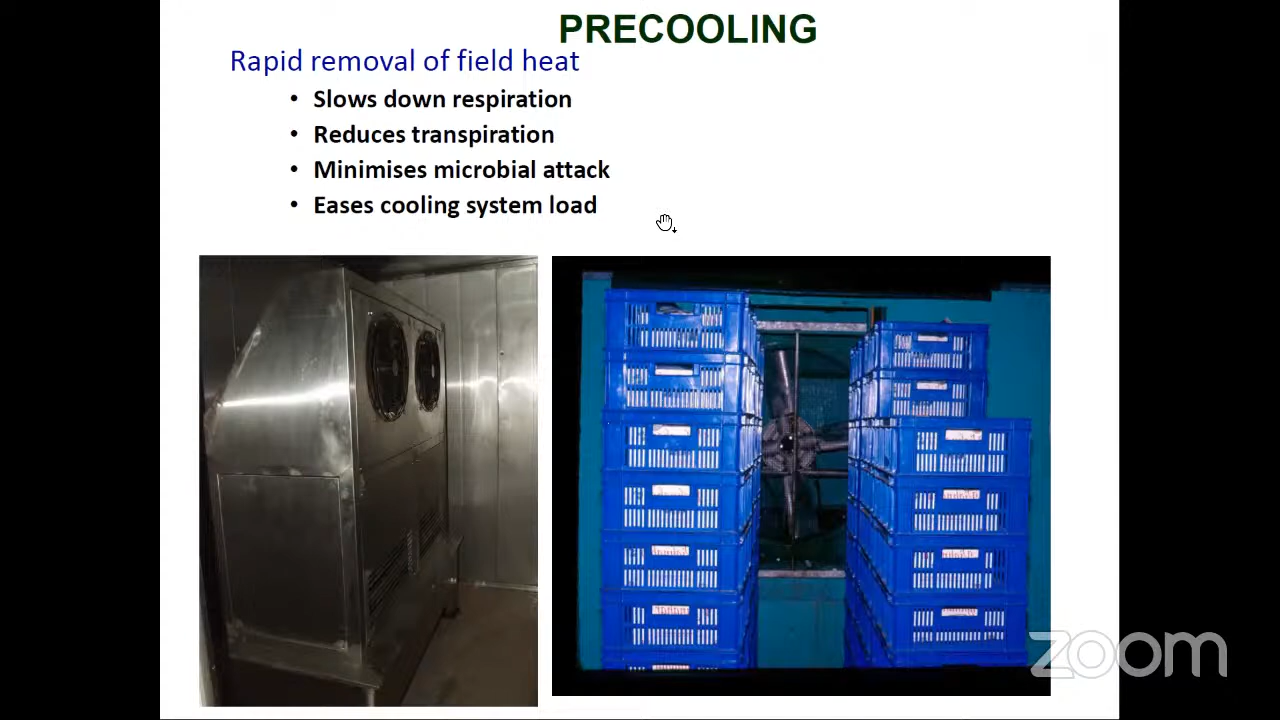 PRECOOLING
Rapid removal of field heat
• Slows down respiration
• Reduces transpiration
• Minimises microbial attack
• Eases cooling system load
zoom